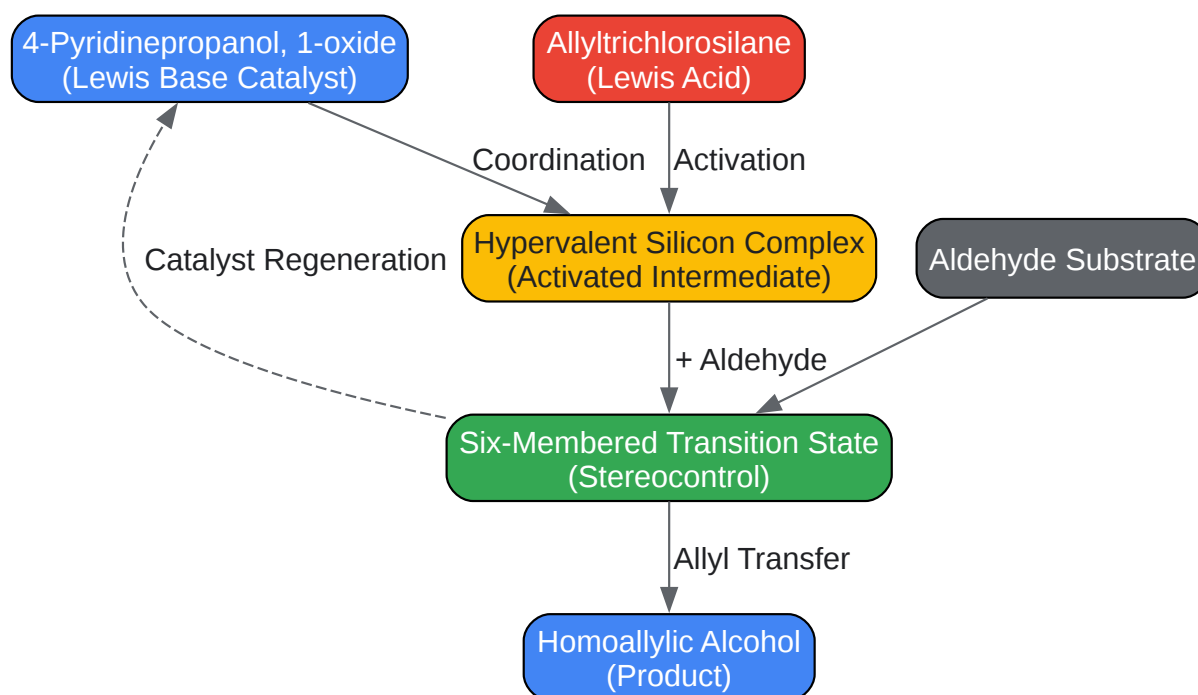 4-Pyridinepropanol, 1-oxide
(Lewis Base Catalyst)
Allyltrichlorosilane
(Lewis Acid)
Coordination
Activation
Hypervalent Silicon Complex
(Activated Intermediate)
Aldehyde Substrate
Catalyst Regeneration
+ Aldehyde
Six-Membered Transition State
(Stereocontrol)
Allyl Transfer
Homoallylic Alcohol
(Product)